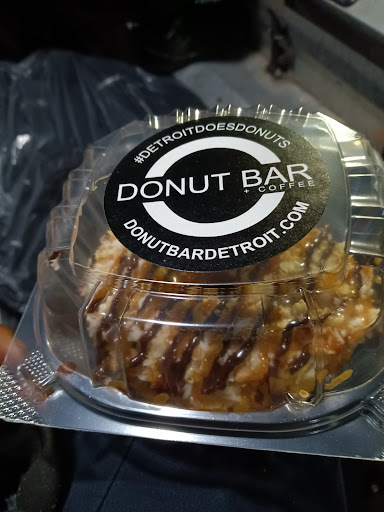 #DETROITDOESDONUTS
DONUT BAR
+ COFFEE
DONUTBARDETROIT.COM